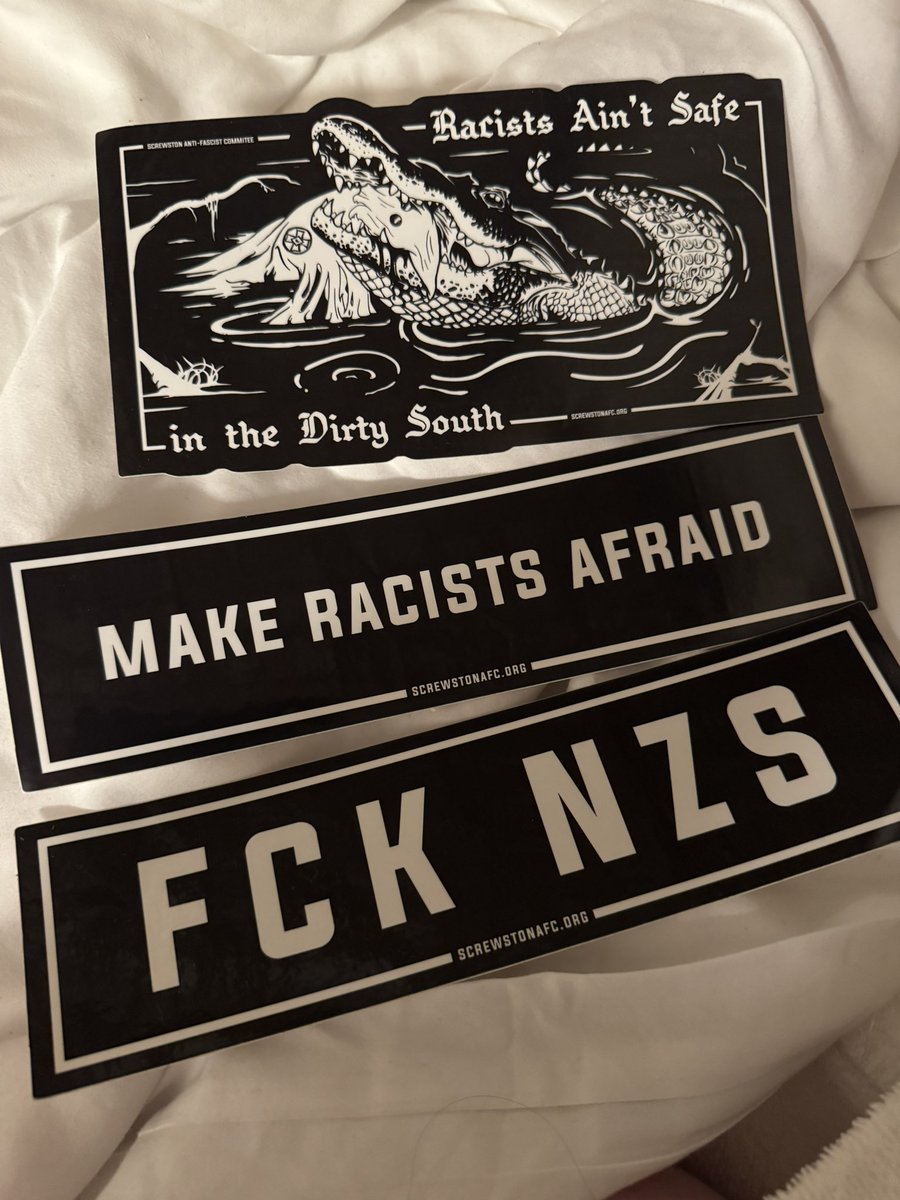 SCREWSTON ANTI-FASCIST COMMITEE
Racists Ain't Safe
in the Dirty South
SCREWSTONAFC.ORG
MAKE RACISTS AFRAID
SCREWSTONAFC.ORG
FCK NZS
SCREWSTONAFC.ORG